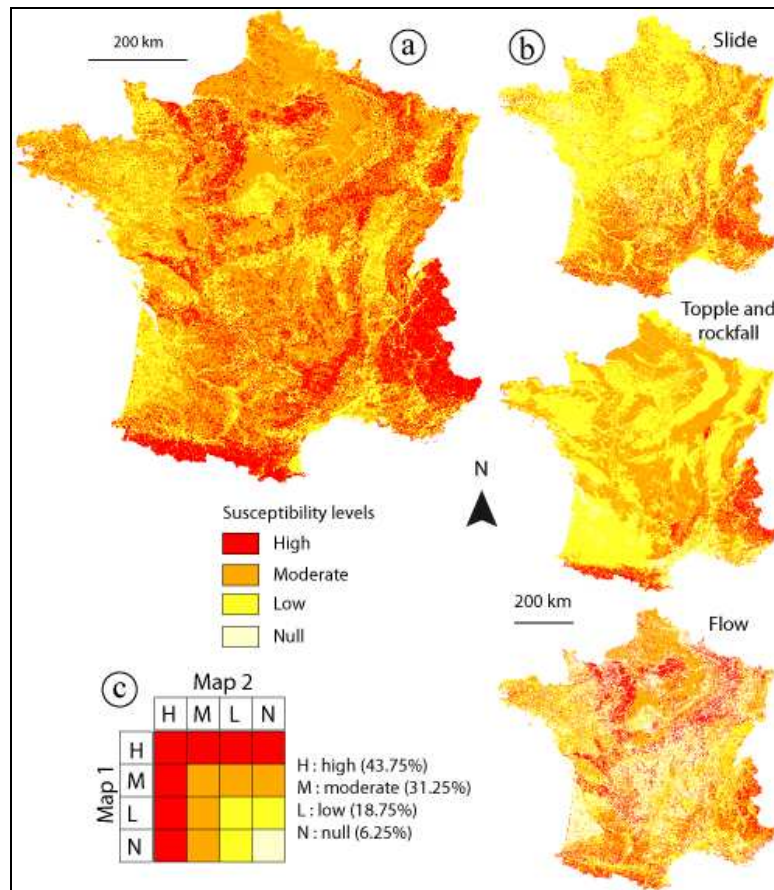 200 km
a
b
Slide
Topple and
rockfall
N
Susceptibility levels
High
Moderate
Low
Null
200 km
Flow
c
Map 2
H M L N
Map 1
H
M
L
N
H : high (43.75%)
M : moderate (31.25%)
L : low (18.75%)
N : null (6.25%)